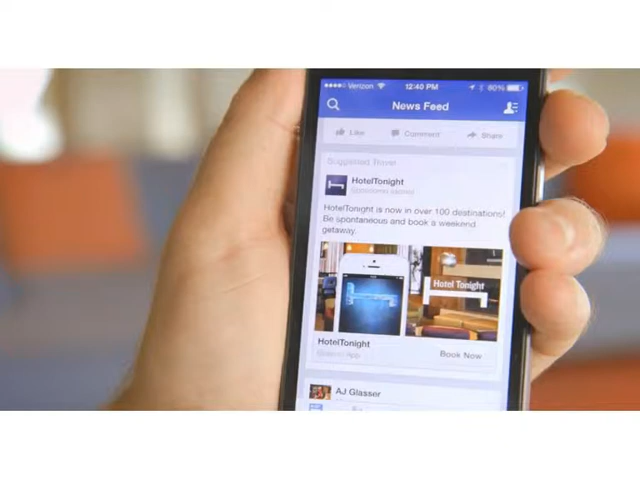 Verizon 12:40 PM 80%
News Feed
Like Comment Share
Suggested Travel
HotelTonight
HotelTonight is now in over 100 destinations!
Be spontaneous and book a weekend
getaway.
Hotel Tonight
HotelTonight
Book Now
AJ Glasser